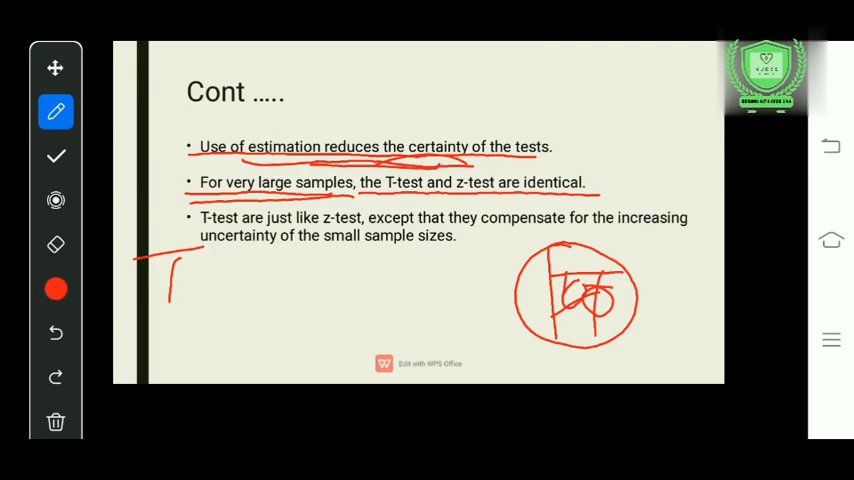 Cont .....
• Use of estimation reduces the certainty of the tests.
• For very large samples, the T-test and z-test are identical.
• T-test are just like z-test, except that they compensate for the increasing
uncertainty of the small sample sizes.
T
W Edit with WPS Office